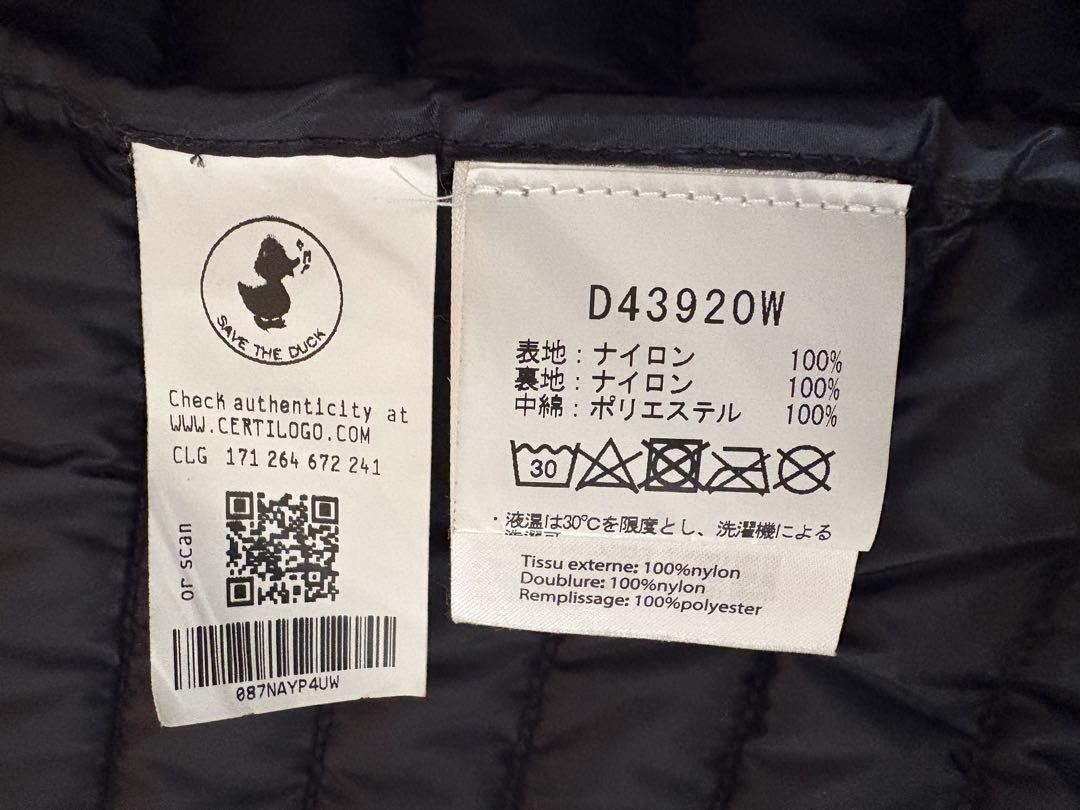 SAVE THE DUCK
Check authenticity at
WWW.CERTILOGO.COM
CLG 171 264 672 241
or scan
087NAYP4UW
D43920W
表地：ナイロン 100%
裏地：ナイロン 100%
中綿：ポリエステル 100%
30
・液温は30℃を限度とし、洗濯機による
Tissu externe: 100%nylon
Doublure: 100%nylon
Remplissage: 100%polyester